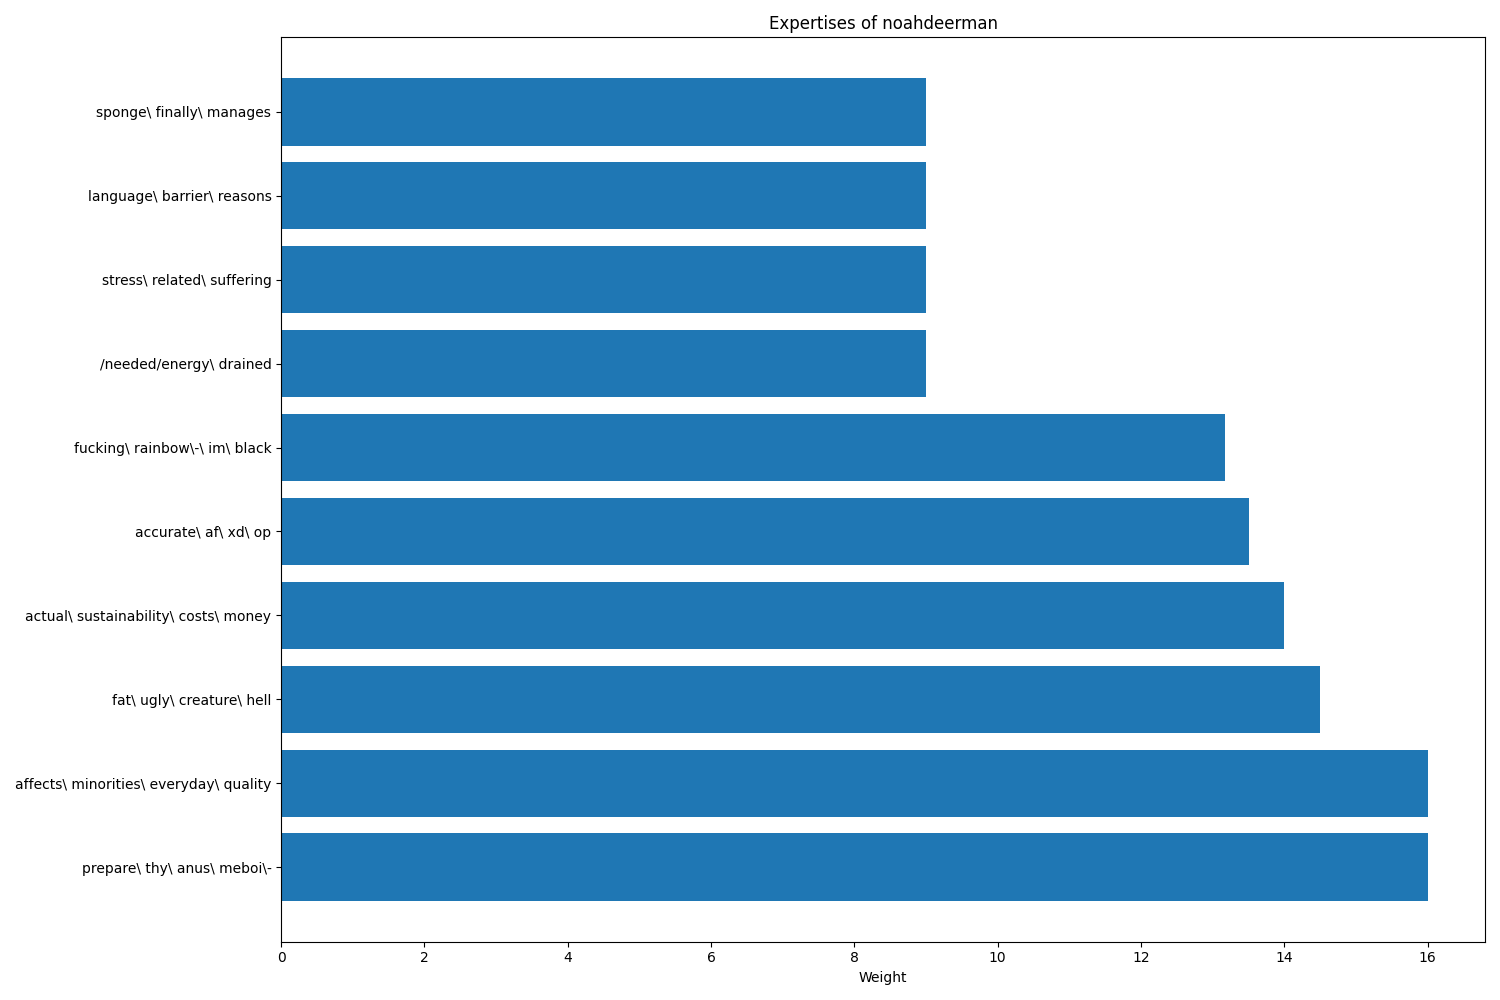 Expertises of noahdeerman
sponge\ finally\ manages
language\ barrier\ reasons
stress\ related\ suffering
/needed/energy\ drained
fucking\ rainbow\-\ im\ black
accurate\ af\ xd\ op
actual\ sustainability\ costs\ money
fat\ ugly\ creature\ hell
affects\ minorities\ everyday\ quality
prepare\ thy\ anus\ meboi\-
0 2 4 6 8 10 12 14 16
Weight